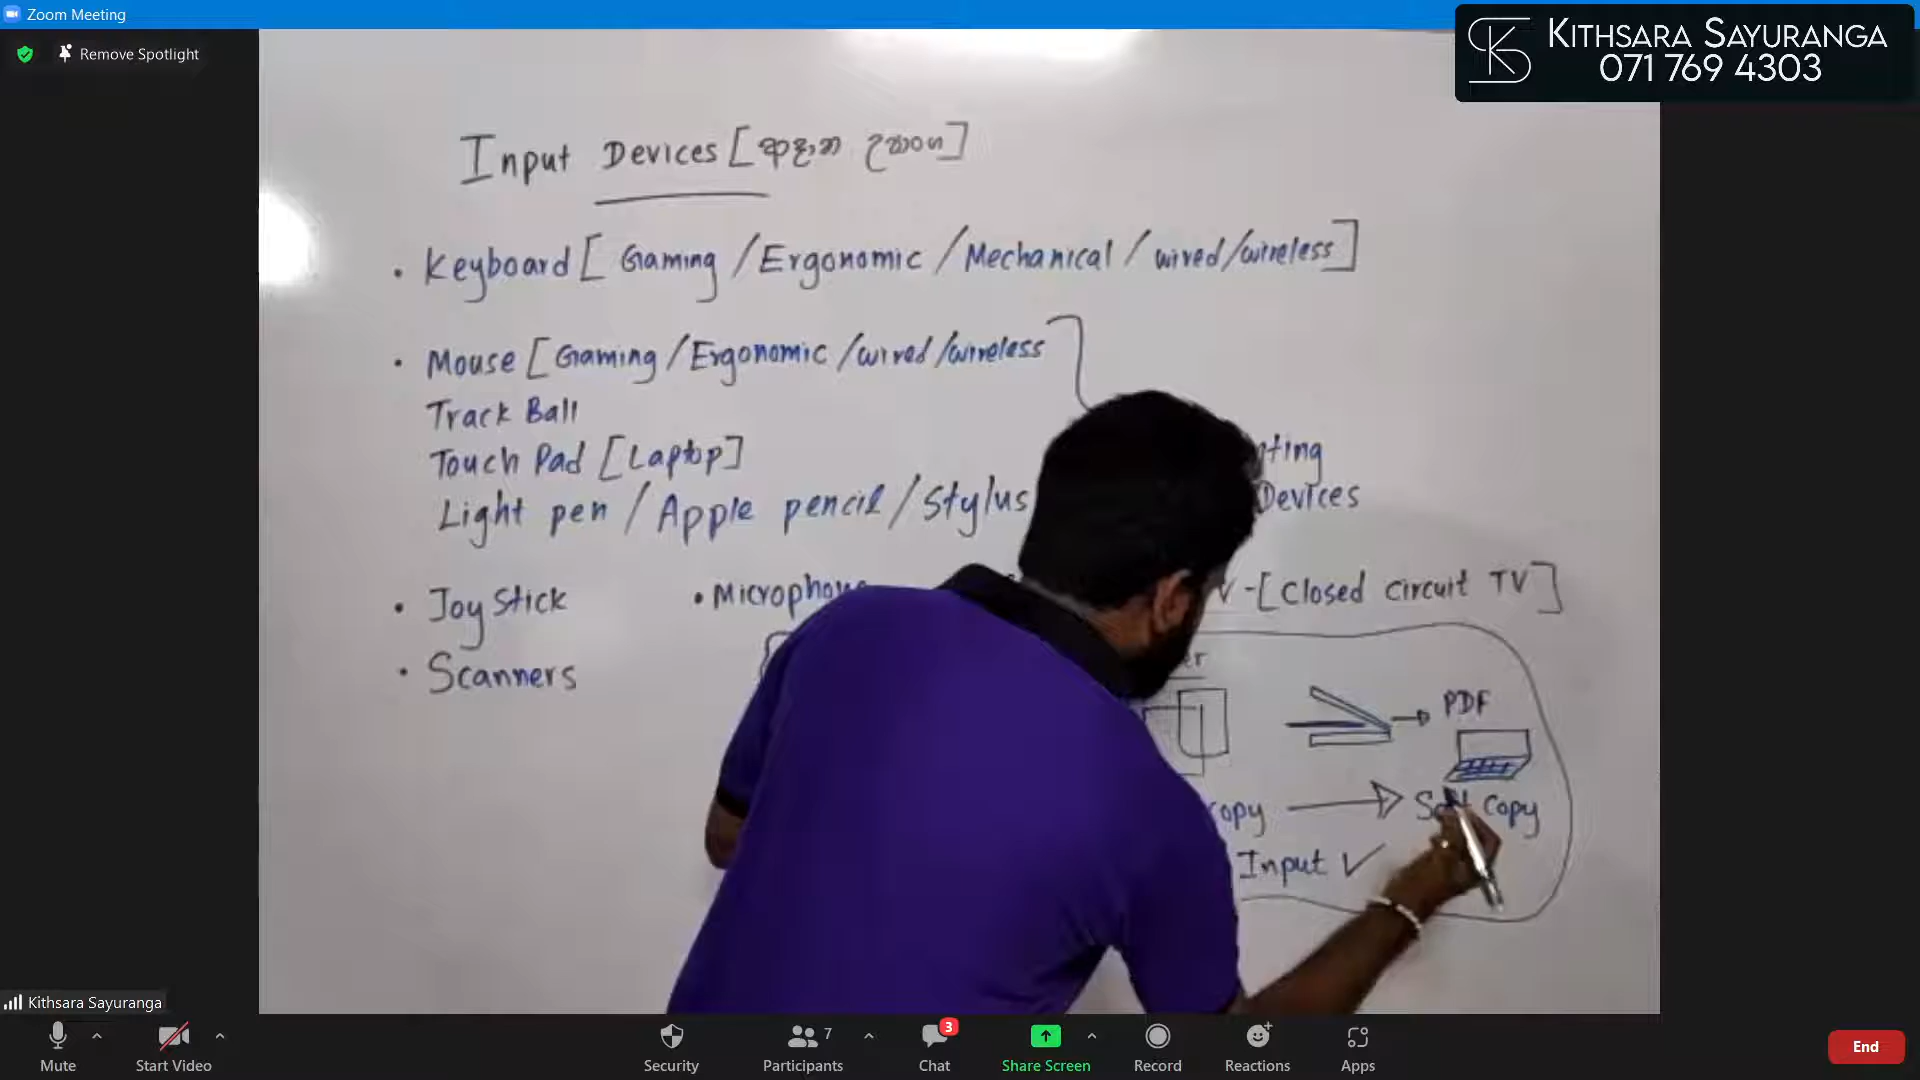 Zoom Meeting
KITHSARA SAYURANGA
071 769 4303
Remove Spotlight
Input Devices [ආදාන උපාංග]
• Keyboard [Gaming / Ergonomic / Mechanical / wired/wireless]
• Mouse [Gaming / Ergonomic / wired / wireless
Track Ball
Touch Pad [Laptop]
Light pen / Apple pencil / Stylus
Devices
• Joy stick
• Microphone
V - [Closed circuit TV]
• Scanners
PDF
copy → Soft Copy
Input ✓
Kithsara Sayuranga
Mute
Start Video
Security
Participants 7
Chat 3
Share Screen
Record
Reactions
Apps
End